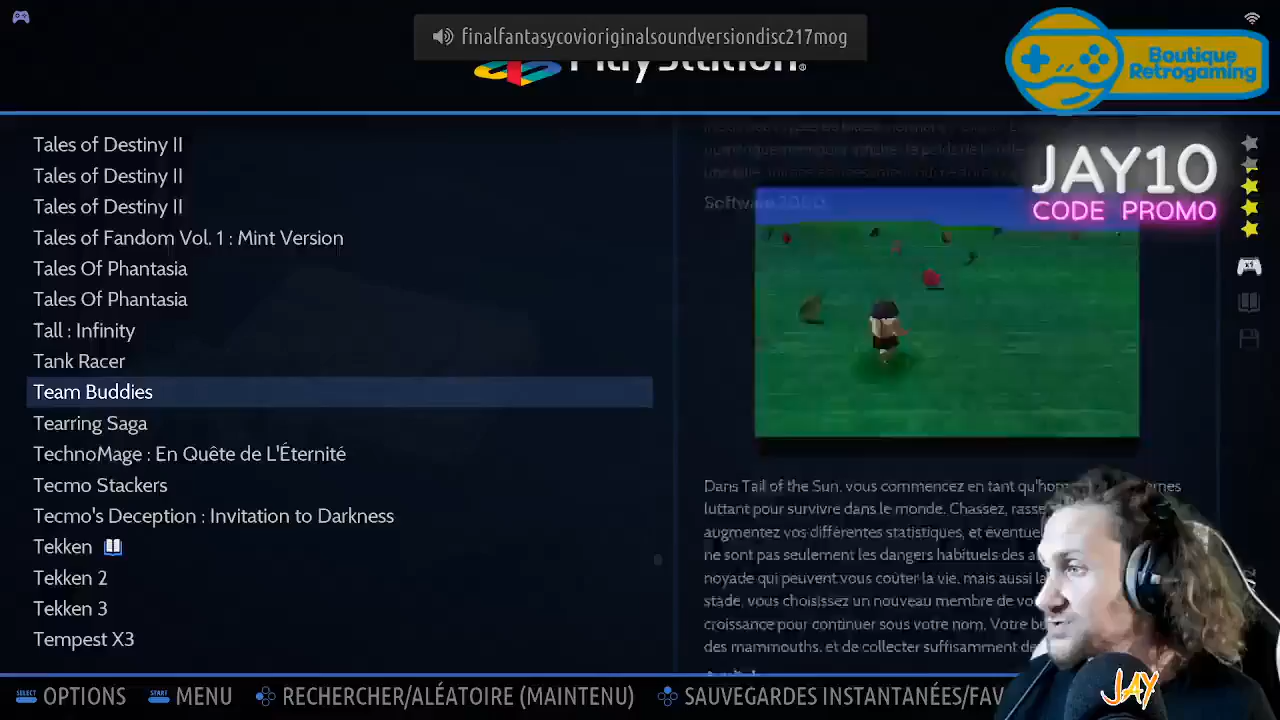 finalfantasycovioriginalsoundversiondisc217mog
PlayStation®
Boutique
Retrogaming
JAY10
CODE PROMO
Tales of Destiny II
Tales of Destiny II
Tales of Destiny II
Tales of Fandom Vol. 1 : Mint Version
Tales Of Phantasia
Tales Of Phantasia
Tall : Infinity
Tank Racer
Team Buddies
Tearring Saga
TechnoMage : En Quête de L'Éternité
Tecmo Stackers
Tecmo's Deception : Invitation to Darkness
Tekken
Tekken 2
Tekken 3
Tempest X3
Dans Tail of the Sun, vous commencez en tant qu'
luttant pour survivre dans le monde. Chassez,
augmentez vos différentes statistiques, et
ne sont pas seulement les dangers habituels des
noyade qui peuvent vous coûter la vie, mais aussi
stade, vous choisissez un nouveau membre de
croissance pour continuer sous votre nom. Votre
des mammouths, et de collecter suffisamment
JAY
SELECT OPTIONS START MENU RECHERCHER/ALÉATOIRE (MAINTENU) SAUVEGARDES INSTANTANÉES/FAV